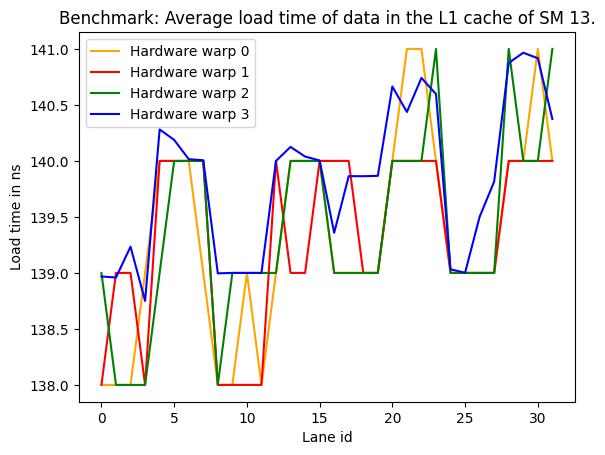 Benchmark: Average load time of data in the L1 cache of SM 13.
Hardware warp 0
Hardware warp 1
Hardware warp 2
Hardware warp 3
141.0
140.5
140.0
139.5
139.0
138.5
138.0
Load time in ns
0 5 10 15 20 25 30
Lane id